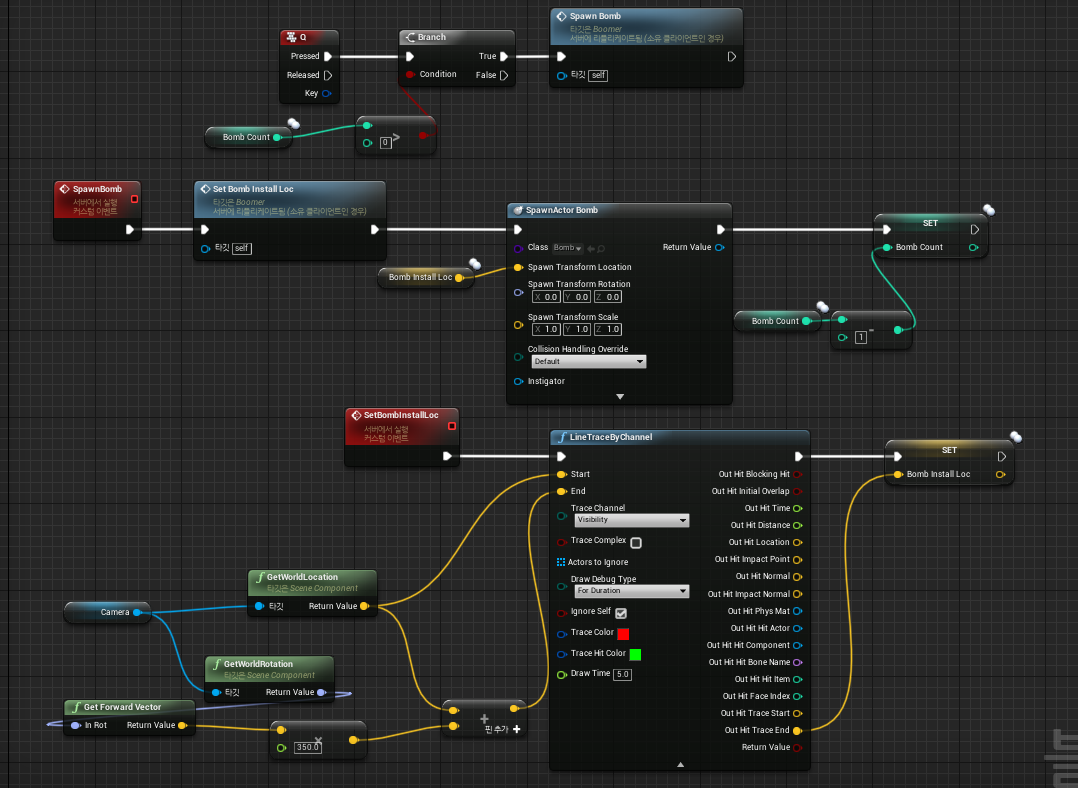 Q
Pressed
Released
Key
Branch
True
Condition
False
Spawn Bomb
타깃은 Boomer
서버에 리플리케이트됨 (소유 클라이언트인 경우)
타깃 self
Bomb Count
0
>
SpawnBomb
서버에서 실행
커스텀 이벤트
Set Bomb Install Loc
타깃은 Boomer
서버에 리플리케이트됨 (소유 클라이언트인 경우)
타깃 self
Bomb Install Loc
SpawnActor Bomb
Class Bomb
Return Value
Spawn Transform Location
Spawn Transform Rotation
X 0.0 Y 0.0 Z 0.0
Spawn Transform Scale
X 1.0 Y 1.0 Z 1.0
Collision Handling Override
Default
Instigator
SET
Bomb Count
Bomb Count
1
-
SetBombInstallLoc
서버에서 실행
커스텀 이벤트
LineTraceByChannel
Start
End
Trace Channel
Visibility
Trace Complex
Actors to Ignore
Draw Debug Type
For Duration
Ignore Self
Trace Color
Trace Hit Color
Draw Time 5.0
Out Hit Blocking Hit
Out Hit Initial Overlap
Out Hit Time
Out Hit Distance
Out Hit Location
Out Hit Impact Point
Out Hit Normal
Out Hit Impact Normal
Out Hit Phys Mat
Out Hit Hit Actor
Out Hit Hit Component
Out Hit Hit Bone Name
Out Hit Hit Item
Out Hit Face Index
Out Hit Trace Start
Out Hit Trace End
Return Value
SET
Bomb Install Loc
Camera
f GetWorldLocation
타깃은 Scene Component
타깃
Return Value
f GetWorldRotation
타깃은 Scene Component
타깃
Return Value
f Get Forward Vector
In Rot
Return Value
350.0
x
+
핀 추가 +